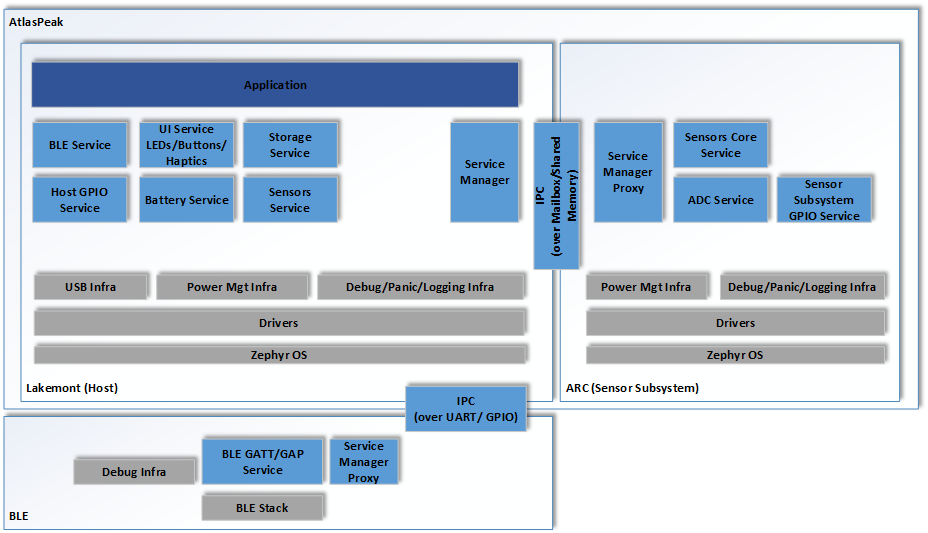 AtlasPeak
Application
BLE Service
UI Service
LEDs/Buttons/
Haptics
Storage
Service
Host GPIO
Service
Battery Service
Sensors
Service
Service
Manager
IPC
(over Mailbox/Shared
Memory)
Service
Manager
Proxy
Sensors Core
Service
ADC Service
Sensor
Subsystem
GPIO Service
USB Infra
Power Mgt Infra
Debug/Panic/Logging Infra
Drivers
Zephyr OS
Lakemont (Host)
Power Mgt Infra
Debug/Panic/Logging Infra
Drivers
Zephyr OS
ARC (Sensor Subsystem)
IPC
(over UART/ GPIO)
Debug Infra
BLE GATT/GAP
Service
Service
Manager
Proxy
BLE Stack
BLE